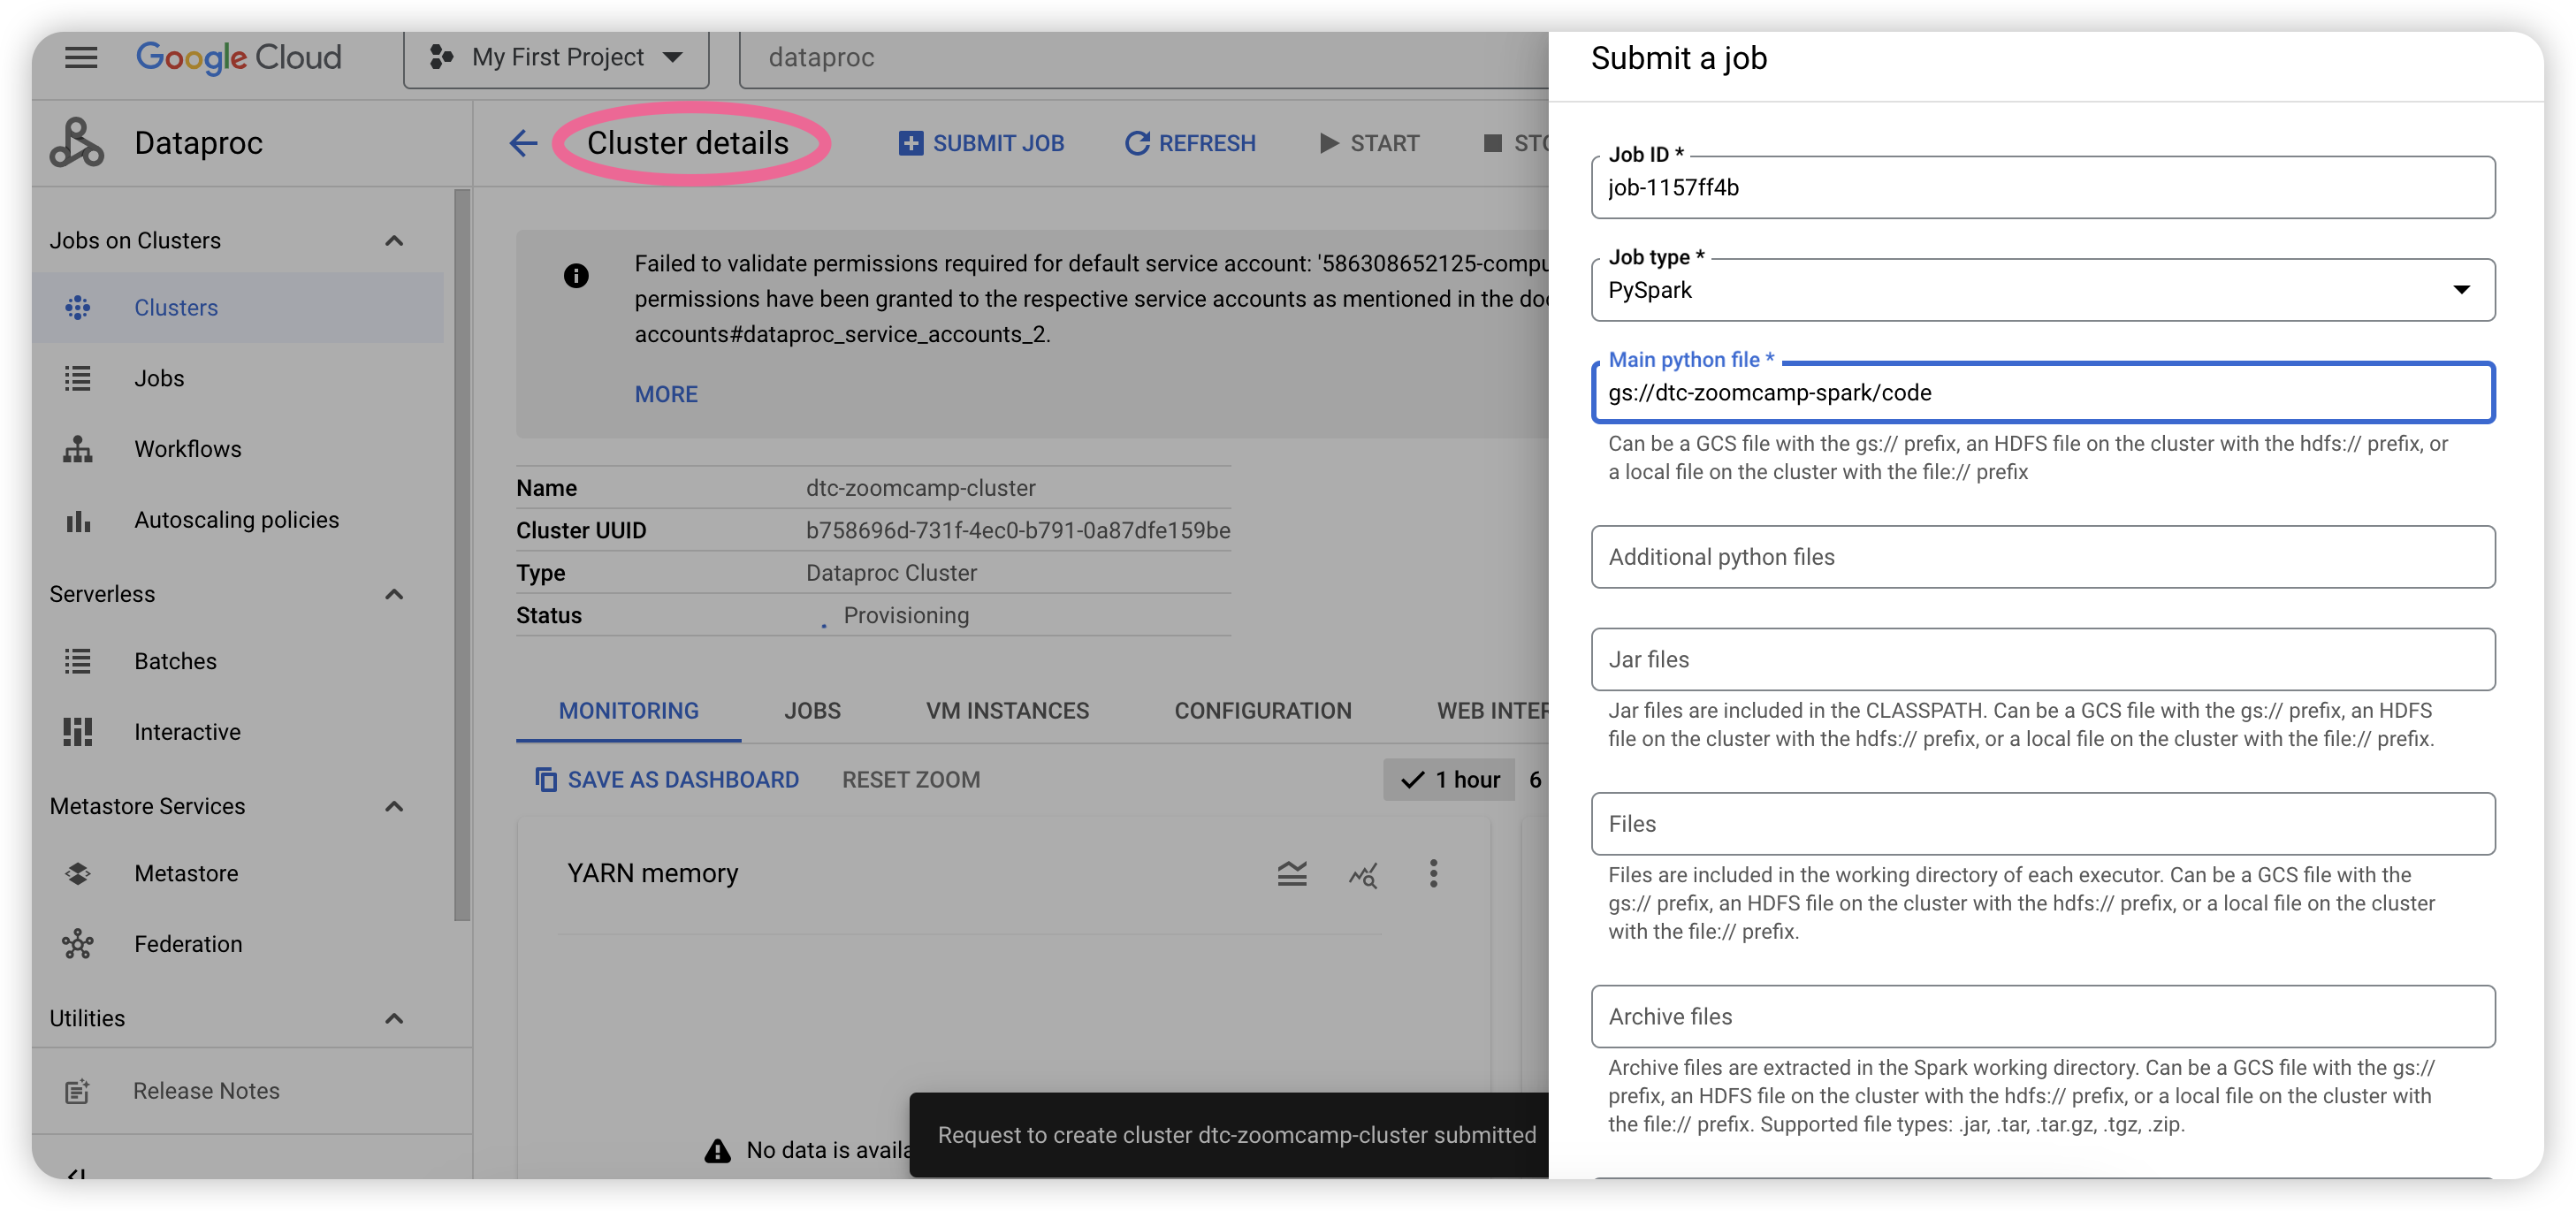 Google Cloud
My First Project
dataproc
Dataproc
Cluster details
SUBMIT JOB
REFRESH
START
Jobs on Clusters
Clusters
Jobs
Workflows
Autoscaling policies
Serverless
Batches
Interactive
Metastore Services
Metastore
Federation
Utilities
Release Notes
Failed to validate permissions required for default service account: '586308652125-compu
permissions have been granted to the respective service accounts as mentioned in the do
accounts#dataproc_service_accounts_2.
MORE
Name dtc-zoomcamp-cluster
Cluster UUID b758696d-731f-4ec0-b791-0a87dfe159be
Type Dataproc Cluster
Status Provisioning
MONITORING
JOBS
VM INSTANCES
CONFIGURATION
WEB INTER
SAVE AS DASHBOARD
RESET ZOOM
1 hour
6
YARN memory
No data is availa
Request to create cluster dtc-zoomcamp-cluster submitted
Submit a job
Job ID *
job-1157ff4b
Job type *
PySpark
Main python file *
gs://dtc-zoomcamp-spark/code
Can be a GCS file with the gs:// prefix, an HDFS file on the cluster with the hdfs:// prefix, or
a local file on the cluster with the file:// prefix
Additional python files
Jar files
Jar files are included in the CLASSPATH. Can be a GCS file with the gs:// prefix, an HDFS
file on the cluster with the hdfs:// prefix, or a local file on the cluster with the file:// prefix.
Files
Files are included in the working directory of each executor. Can be a GCS file with the
gs:// prefix, an HDFS file on the cluster with the hdfs:// prefix, or a local file on the cluster
with the file:// prefix.
Archive files
Archive files are extracted in the Spark working directory. Can be a GCS file with the gs://
prefix, an HDFS file on the cluster with the hdfs:// prefix, or a local file on the cluster with
the file:// prefix. Supported file types: .jar, .tar, .tar.gz, .tgz, .zip.